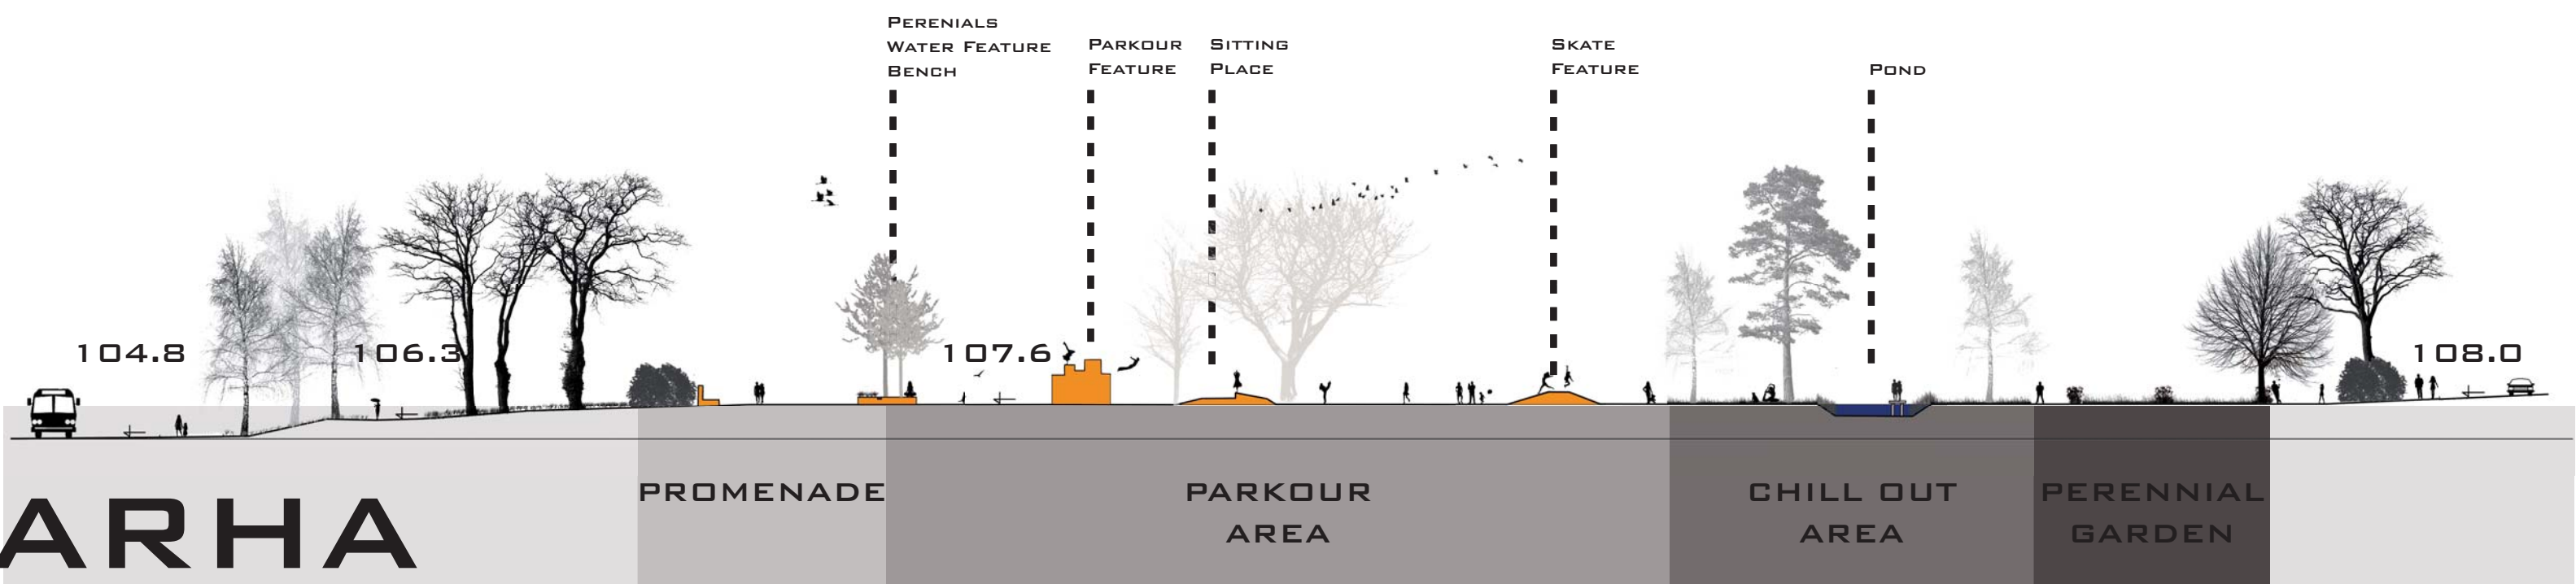 PERENIALS
WATER FEATURE
BENCH
PARKOUR
FEATURE
SITTING
PLACE
SKATE
FEATURE
POND
104.8
106.3
107.6
108.0
PROMENADE
PARKOUR
AREA
CHILL OUT
AREA
PERENNIAL
GARDEN
ARHA